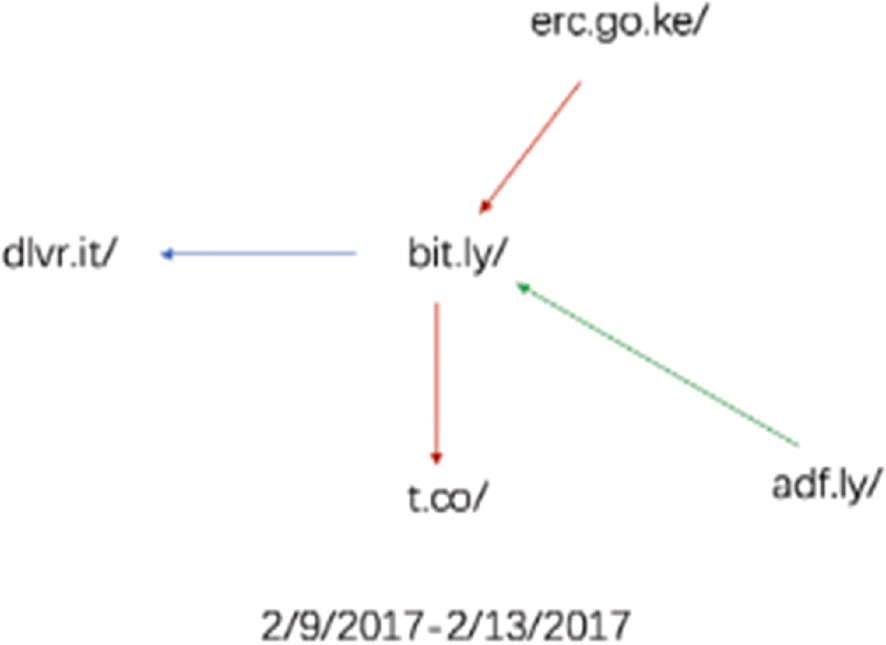 erc.go.ke/
dlvr.it/
bit.ly/
t.co/
adf.ly/
2/9/2017-2/13/2017